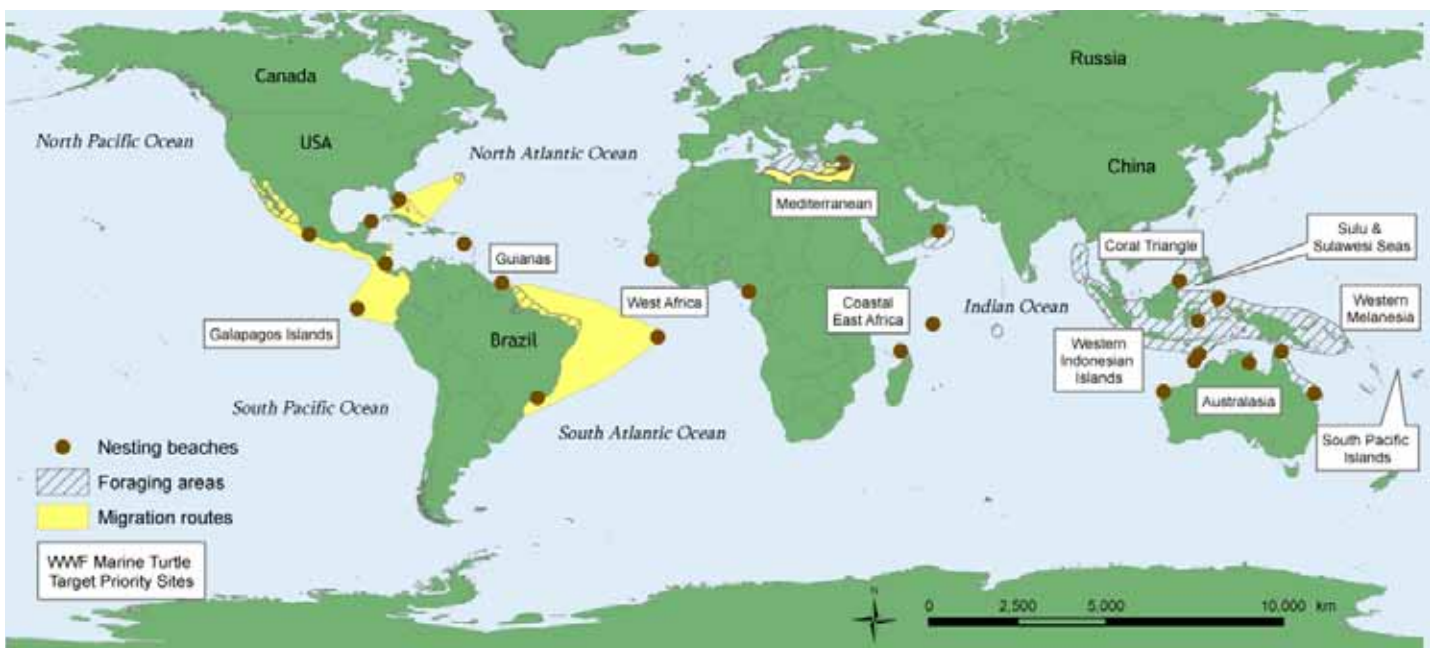 Canada
Russia
USA
North Pacific Ocean
North Atlantic Ocean
China
Mediterranean
Sulu &
Sulawesi Seas
Coral Triangle
Guianas
West Africa
Coastal
East Africa
Indian Ocean
Western
Melanesia
Galapagos Islands
Brazil
Western
Indonesian
Islands
Australasia
South Pacific Ocean
South Atlantic Ocean
South Pacific
Islands
Nesting beaches
Foraging areas
Migration routes
WWF Marine Turtle
Target Priority Sites
N
0 2,500 5,000 10,000 km